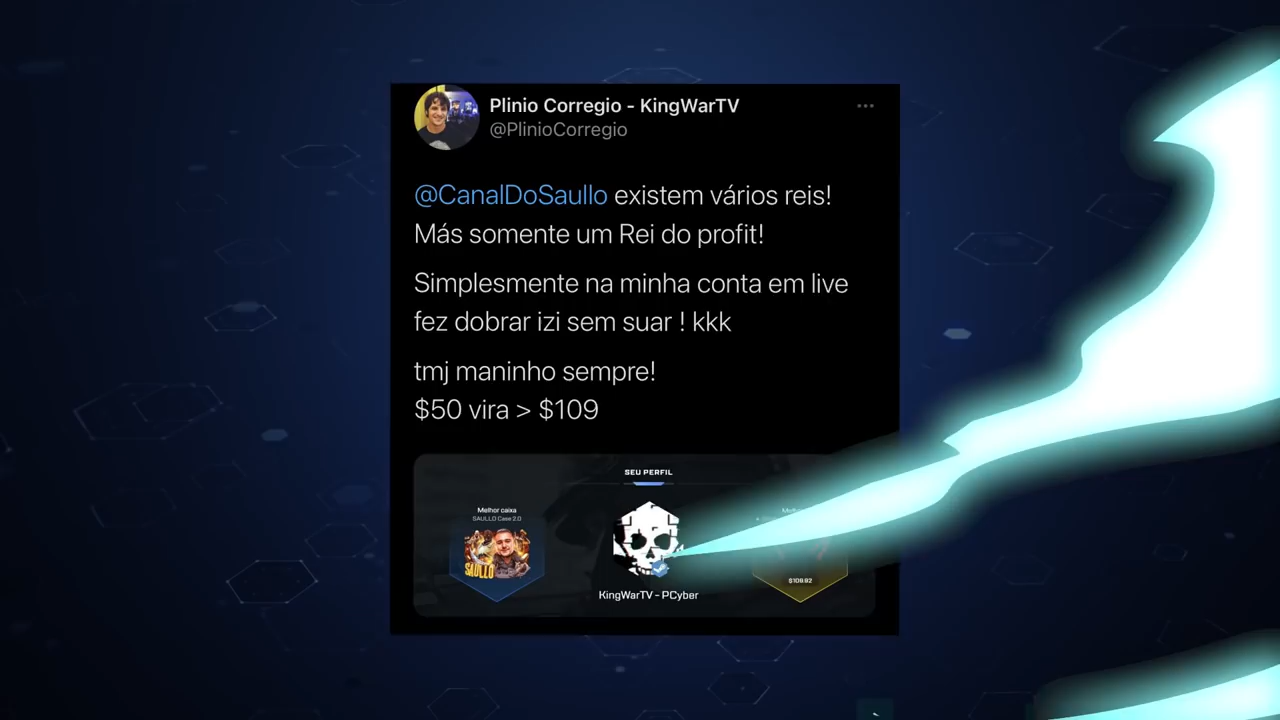 Plinio Corregio - KingWarTV
@PlinioCorregio
@CanalDoSaullo existem vários reis!
Más somente um Rei do profit!
Simplesmente na minha conta em live
fez dobrar izi sem suar ! kkk
tmj maninho sempre!
$50 vira > $109
SEU PERFIL
Melhor caixa
SAULLO Case 2.0
SAULLO
KingWarTV - PCyber
$109.82